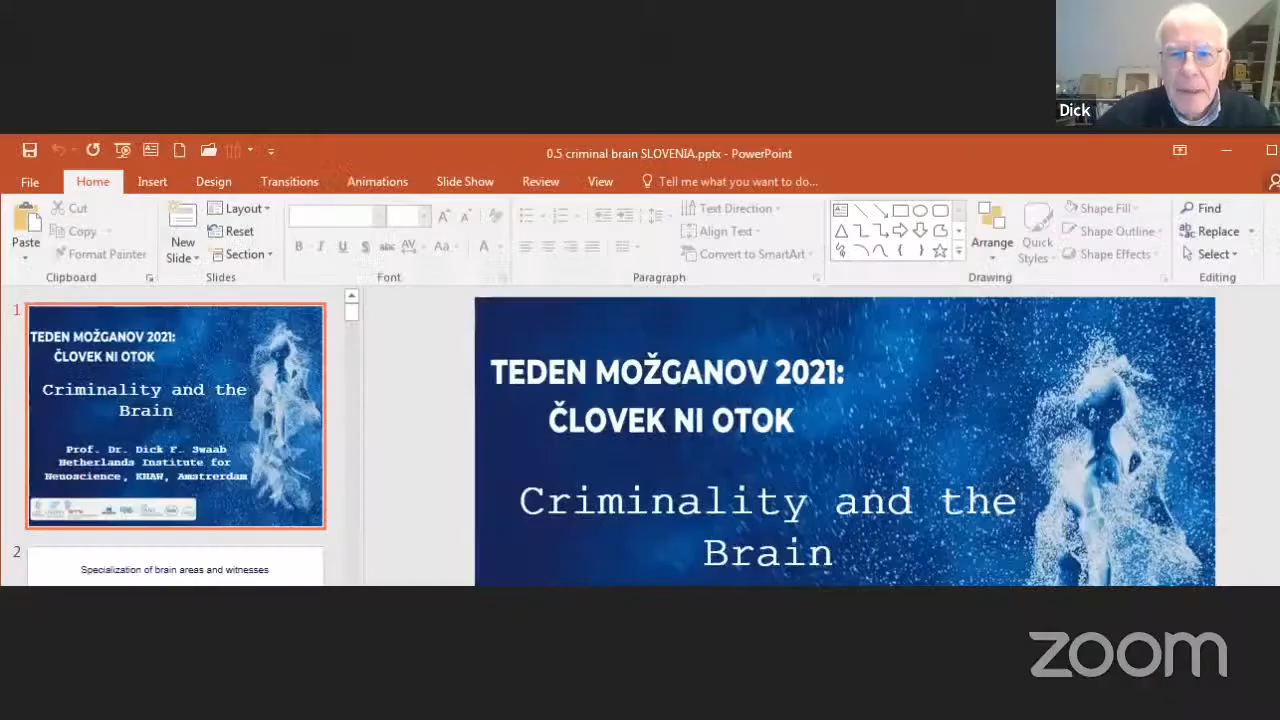 Dick
0.5 criminal brain SLOVENIA.pptx - PowerPoint
File Home Insert Design Transitions Animations Slide Show Review View Tell me what you want to do...
Paste
Cut
Copy
Format Painter
Clipboard
New Slide
Layout
Reset
Section
Slides
Font
Text Direction
Align Text
Convert to SmartArt
Paragraph
Arrange
Quick Styles
Shape Fill
Shape Outline
Shape Effects
Drawing
Find
Replace
Select
Editing
1
TEDEN MOŽGANOV 2021:
ČLOVEK NI OTOK
Criminality and the
Brain
Prof. Dr. Dick F. Swaab
Netherlands Institute for
Neuoscience, KNAW, Amstrerdam
2
Specialization of brain areas and witnesses
TEDEN MOŽGANOV 2021:
ČLOVEK NI OTOK
Criminality and the
Brain
zoom